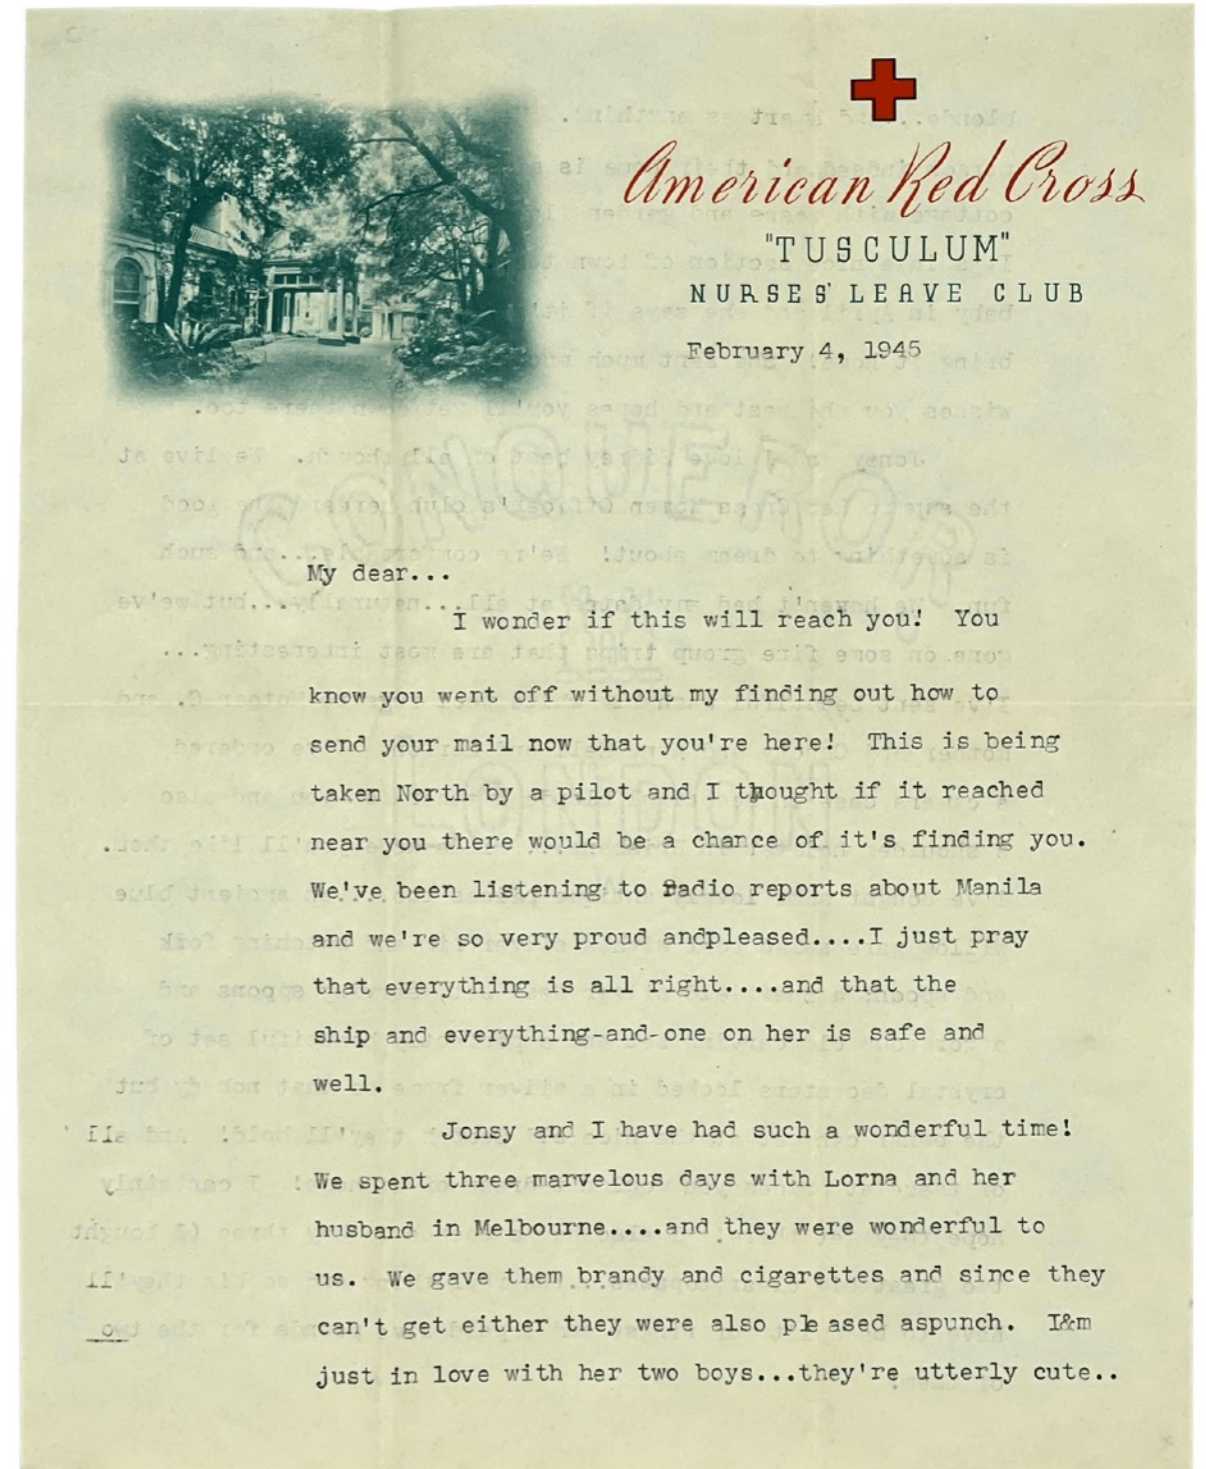 American Red Cross
"TUSCULUM"
NURSES' LEAVE CLUB
February 4, 1945
My dear...
I wonder if this will reach you! You
know you went off without my finding out how to
send your mail now that you're here! This is being
taken North by a pilot and I thought if it reached
near you there would be a chance of it's finding you.
We've been listening to Radio reports about Manila
and we're so very proud andpleased....I just pray
that everything is all right....and that the
ship and everything-and-one on her is safe and
well.
Jonsy and I have had such a wonderful time!
We spent three marvelous days with Lorna and her
husband in Melbourne....and they were wonderful to
us. We gave them brandy and cigarettes and since they
can't get either they were also pleased aspunch. I&m
just in love with her two boys...they're utterly cute..